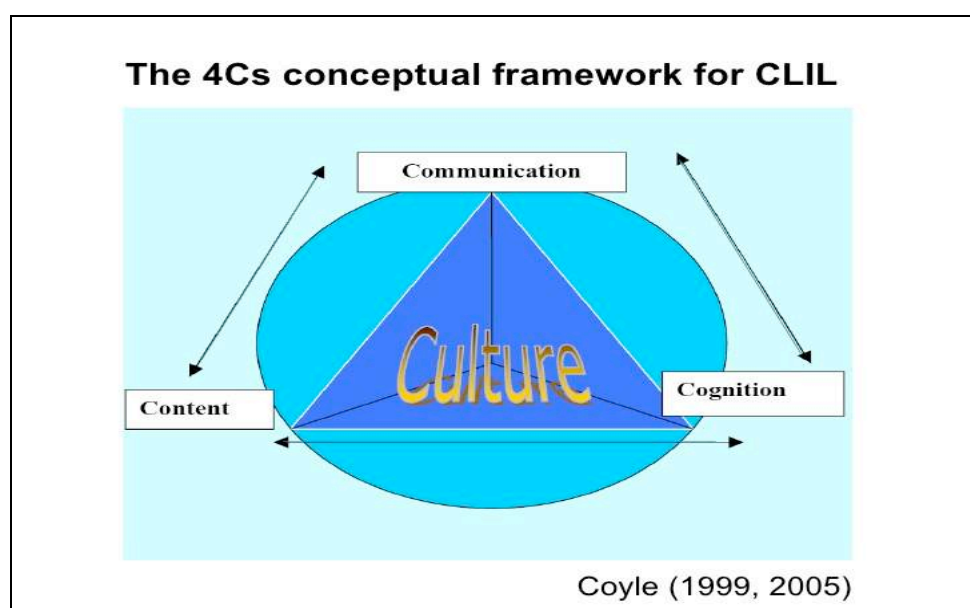 The 4Cs conceptual framework for CLIL
Communication
Culture
Content
Cognition
Coyle (1999, 2005)